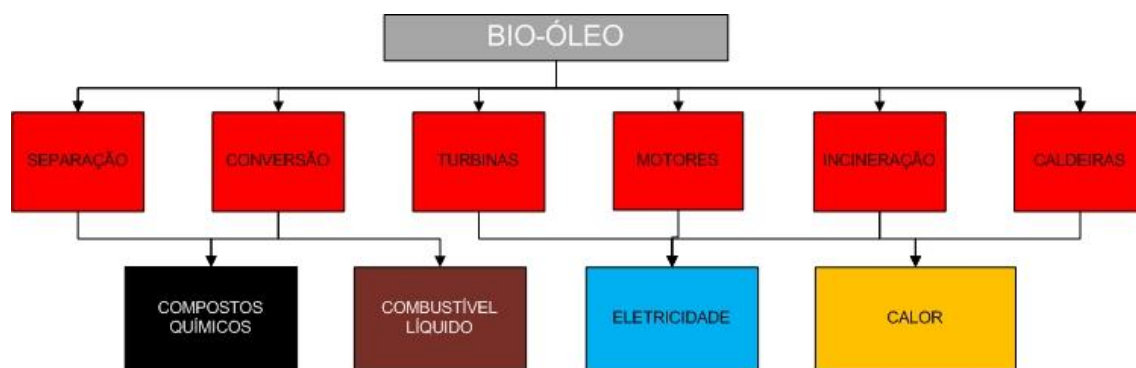 BIO-ÓLEO
SEPARAÇÃO
CONVERSÃO
TURBINAS
MOTORES
INCINERAÇÃO
CALDEIRAS
COMPOSTOS
QUÍMICOS
COMBUSTÍVEL
LÍQUIDO
ELETRICIDADE
CALOR